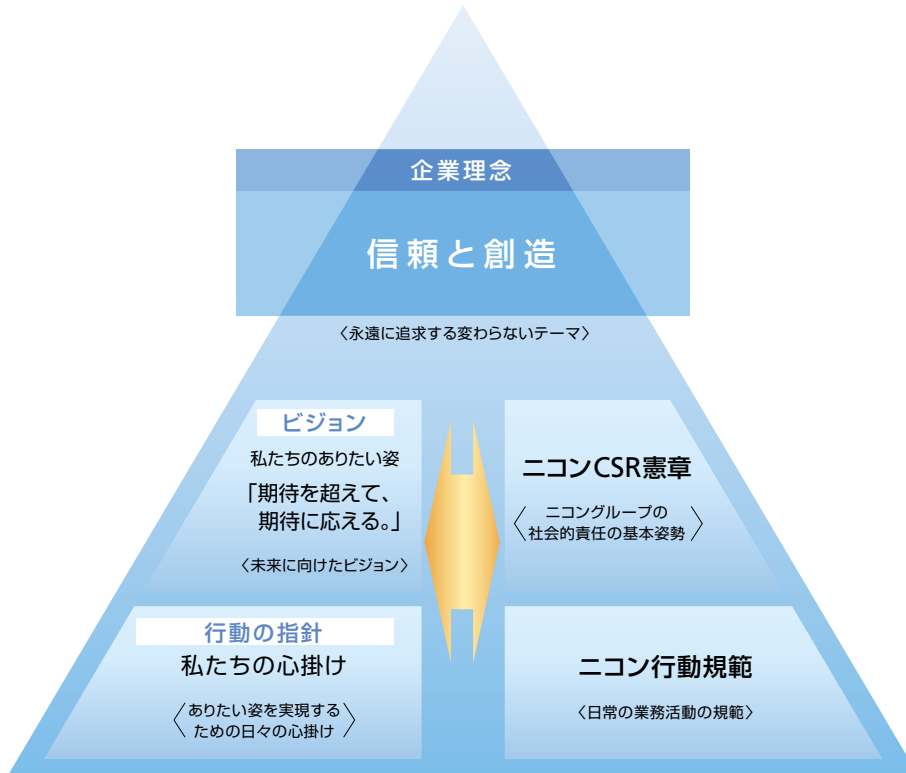 企業理念
信頼と創造
〈永遠に追求する変わらないテーマ〉
ビジョン
私たちのありたい姿
「期待を超えて、
期待に応える。」
〈未来に向けたビジョン〉
ニコンCSR憲章
〈ニコングループの
社会的責任の基本姿勢〉
行動の指針
私たちの心掛け
〈ありたい姿を実現する
ための日々の心掛け〉
ニコン行動規範
〈日常の業務活動の規範〉